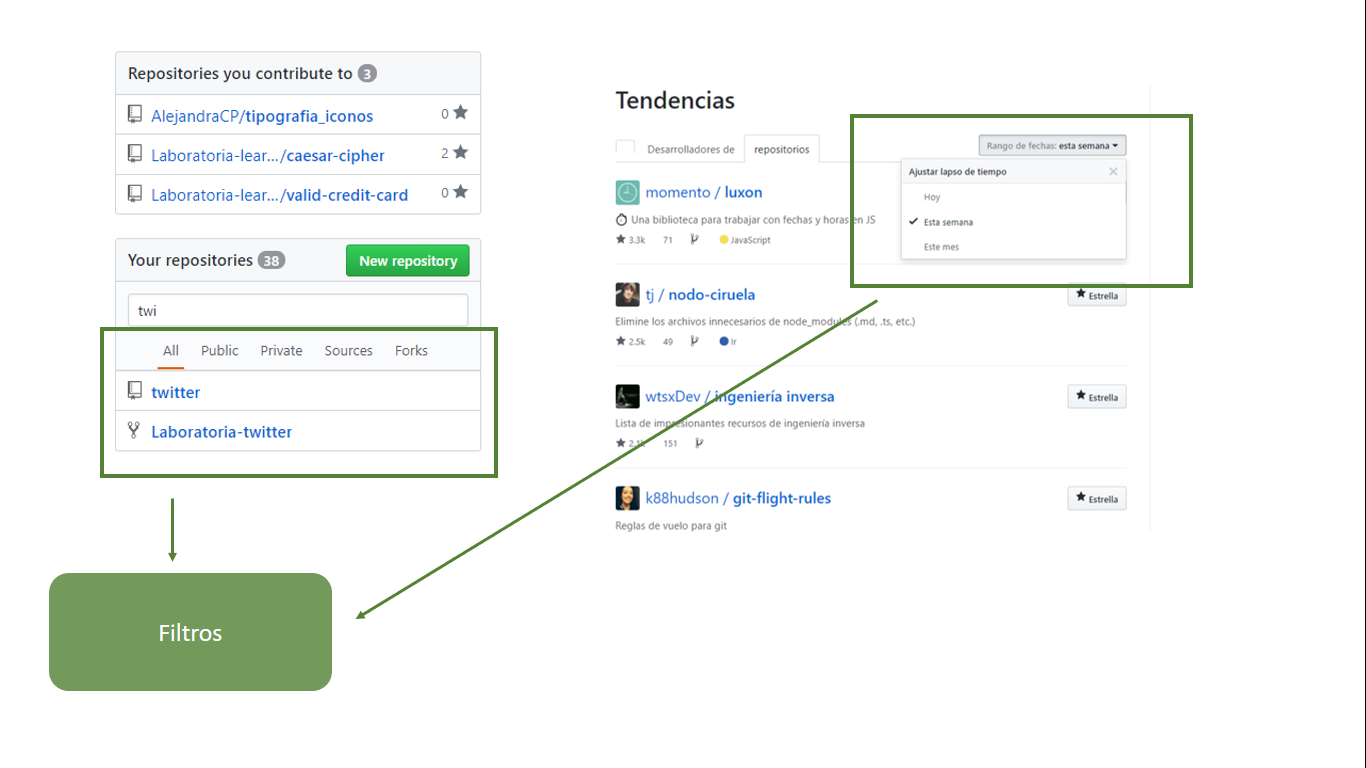 Repositories you contribute to 3
AlejandraCP/tipografia_iconos 0
Laboratoria-lear.../caesar-cipher 2
Laboratoria-lear.../valid-credit-card 0
Your repositories 38 New repository
twi
All Public Private Sources Forks
twitter
Laboratoria-twitter
Filtros
Tendencias
Desarrolladores de repositorios Rango de fechas: esta semana
Ajustar lapso de tiempo
Hoy
Esta semana
Este mes
momento / luxon
Una biblioteca para trabajar con fechas y horas en JS
3.3k 71 JavaScript
tj / nodo-ciruela Estrella
Elimine los archivos innecesarios de node_modules (.md, .ts, etc.)
2.5k 49 Ir
wtsxDev / ingeniería inversa Estrella
Lista de impresionantes recursos de ingeniería inversa
2.1k 151
k88hudson / git-flight-rules Estrella
Reglas de vuelo para git